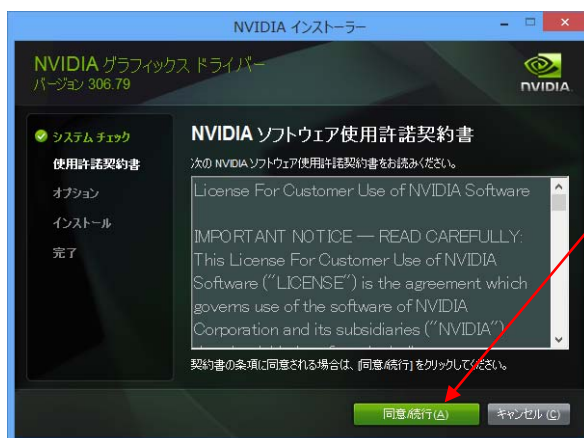 NVIDIA インストーラー
NVIDIA グラフィックス ドライバー
バージョン 306.79
NVIDIA
システム チェック
使用許諾契約書
オプション
インストール
完了
NVIDIA ソフトウェア使用許諾契約書
次の NVIDIA ソフトウェア使用許諾契約書をお読みください。
License For Customer Use of NVIDIA Software
IMPORTANT NOTICE — READ CAREFULLY:
This License For Customer Use of NVIDIA
Software ("LICENSE") is the agreement which
governs use of the software of NVIDIA
Corporation and its subsidiaries ("NVIDIA")
契約書の条項に同意される場合は、[同意/続行] をクリックしてください。
同意/続行(A)
キャンセル (C)